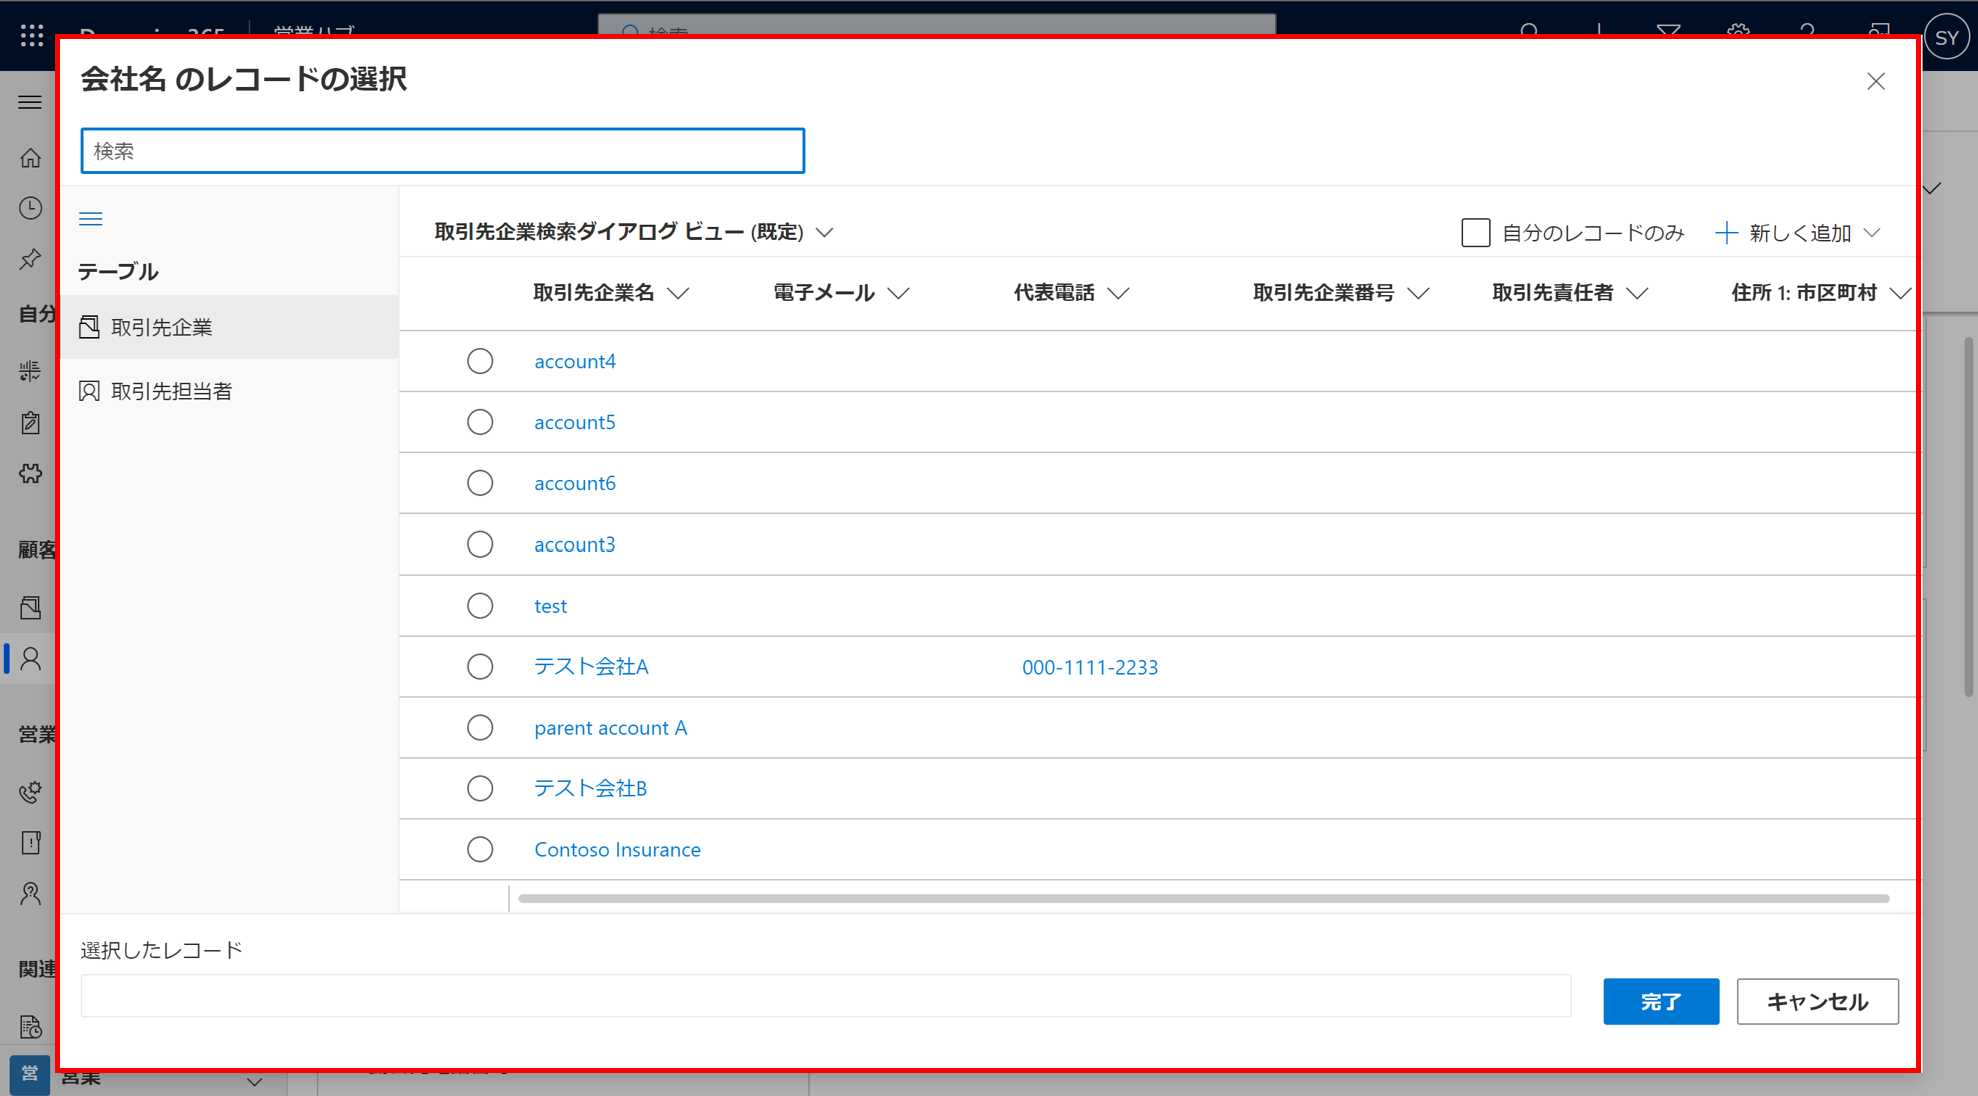 SY
会社名 のレコードの選択
検索
自分
顧客
営業
関連
営
テーブル
取引先企業
取引先担当者
取引先企業検索ダイアログ ビュー (既定)
自分のレコードのみ
新しく追加
取引先企業名 電子メール 代表電話 取引先企業番号 取引先責任者 住所 1: 市区町村
account4
account5
account6
account3
test
テスト会社A 000-1111-2233
parent account A
テスト会社B
Contoso Insurance
選択したレコード
完了 キャンセル
営業